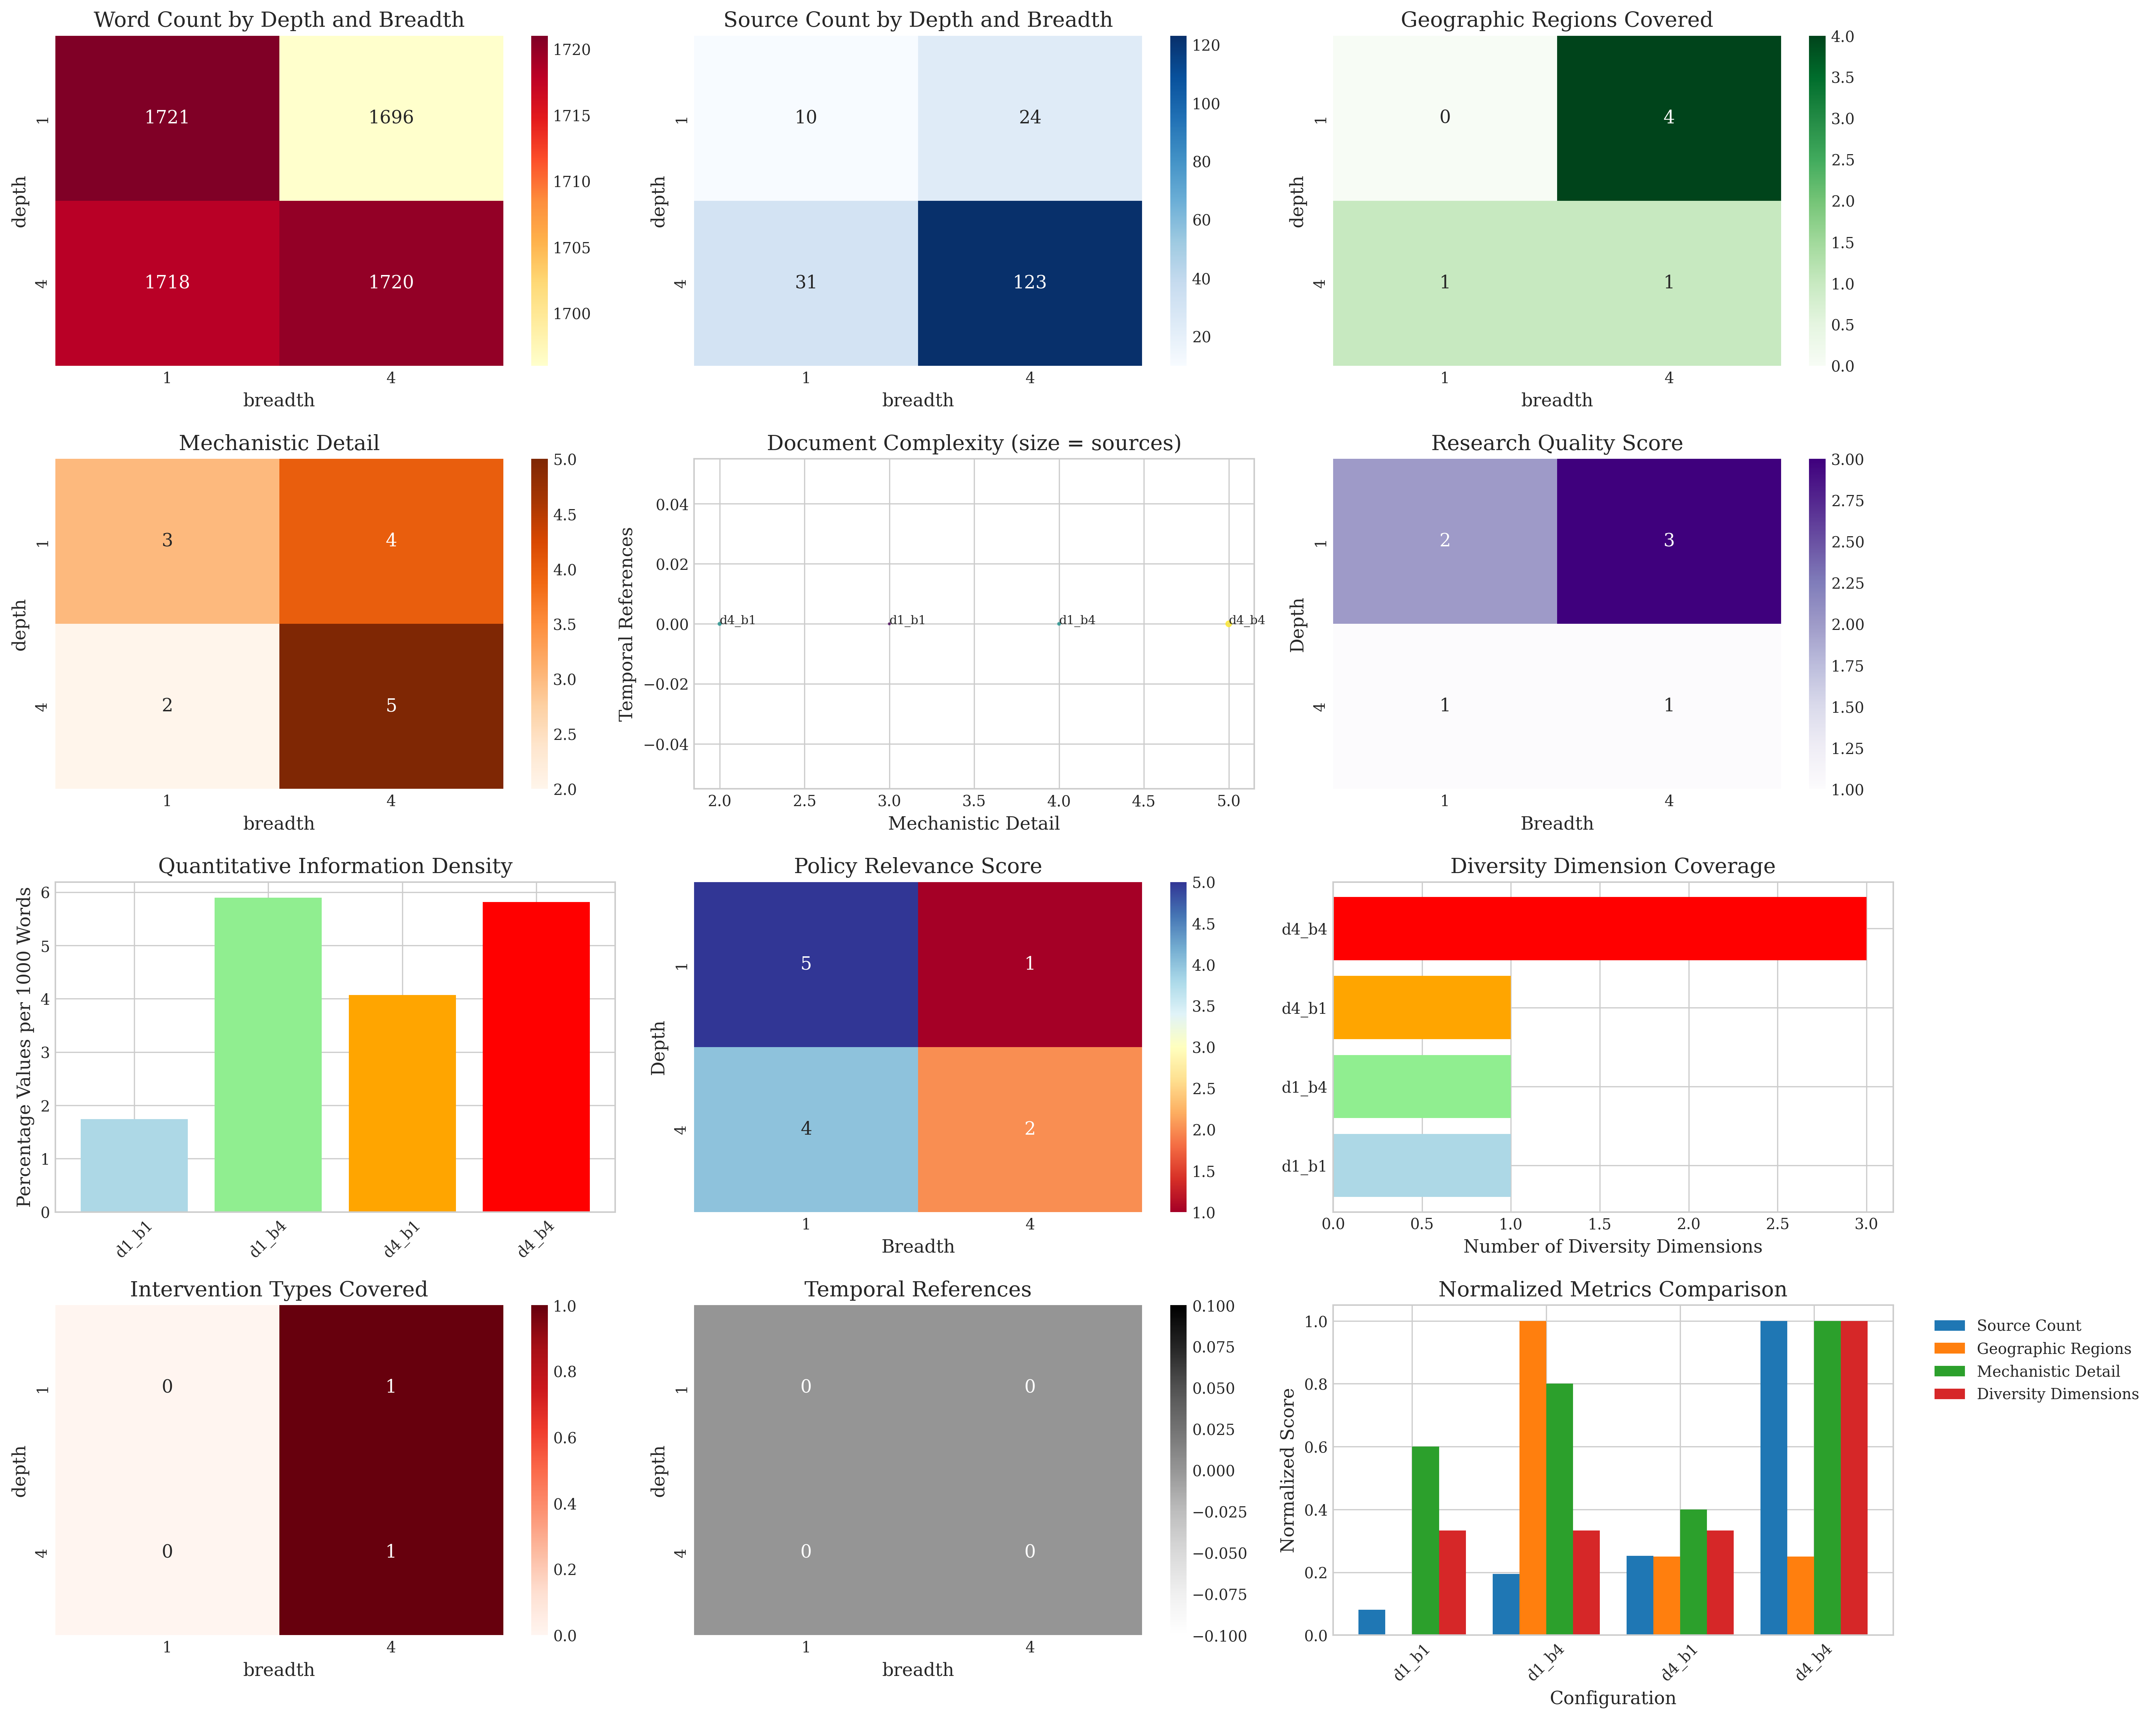 Word Count by Depth and Breadth
1721 1696
1718 1720
depth
1
4
1 4
breadth
1720
1715
1710
1705
1700
Source Count by Depth and Breadth
10 24
31 123
depth
1
4
1 4
breadth
120
100
80
60
40
20
Geographic Regions Covered
0 4
1 1
depth
1
4
1 4
breadth
4.0
3.5
3.0
2.5
2.0
1.5
1.0
0.5
0.0
Mechanistic Detail
3 4
2 5
depth
1
4
1 4
breadth
5.0
4.5
4.0
3.5
3.0
2.5
2.0
Document Complexity (size = sources)
Temporal References
0.04
0.02
0.00
−0.02
−0.04
d4_b1 d1_b1 d1_b4 d4_b4
2.0 2.5 3.0 3.5 4.0 4.5 5.0
Mechanistic Detail
Research Quality Score
2 3
1 1
Depth
1
4
1 4
Breadth
3.00
2.75
2.50
2.25
2.00
1.75
1.50
1.25
1.00
Quantitative Information Density
Percentage Values per 1000 Words
6
5
4
3
2
1
0
d1_b1 d1_b4 d4_b1 d4_b4
Policy Relevance Score
5 1
4 2
Depth
1
4
1 4
Breadth
5.0
4.5
4.0
3.5
3.0
2.5
2.0
1.5
1.0
Diversity Dimension Coverage
d4_b4
d4_b1
d1_b4
d1_b1
0.0 0.5 1.0 1.5 2.0 2.5 3.0
Number of Diversity Dimensions
Intervention Types Covered
0 1
0 1
depth
1
4
1 4
breadth
1.0
0.8
0.6
0.4
0.2
0.0
Temporal References
0 0
0 0
depth
1
4
1 4
breadth
0.100
0.075
0.050
0.025
0.000
−0.025
−0.050
−0.075
−0.100
Normalized Metrics Comparison
Normalized Score
1.0
0.8
0.6
0.4
0.2
0.0
d1_b1 d1_b4 d4_b1 d4_b4
Configuration
Source Count
Geographic Regions
Mechanistic Detail
Diversity Dimensions